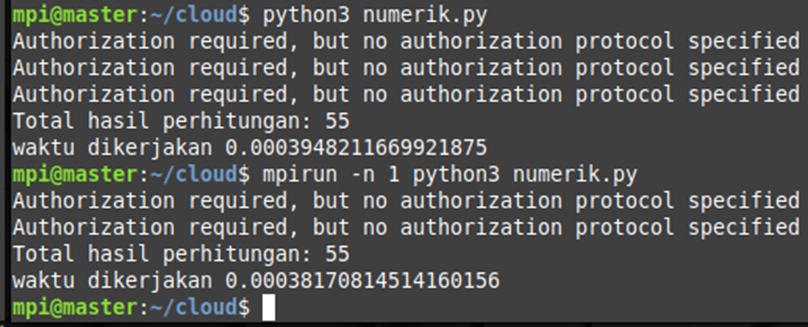 mpi@master:~/cloud$ python3 numerik.py
Authorization required, but no authorization protocol specified
Authorization required, but no authorization protocol specified
Authorization required, but no authorization protocol specified
Total hasil perhitungan: 55
waktu dikerjakan 0.0003948211669921875
mpi@master:~/cloud$ mpirun -n 1 python3 numerik.py
Authorization required, but no authorization protocol specified
Authorization required, but no authorization protocol specified
Total hasil perhitungan: 55
waktu dikerjakan 0.00038170814514160156
mpi@master:~/cloud$